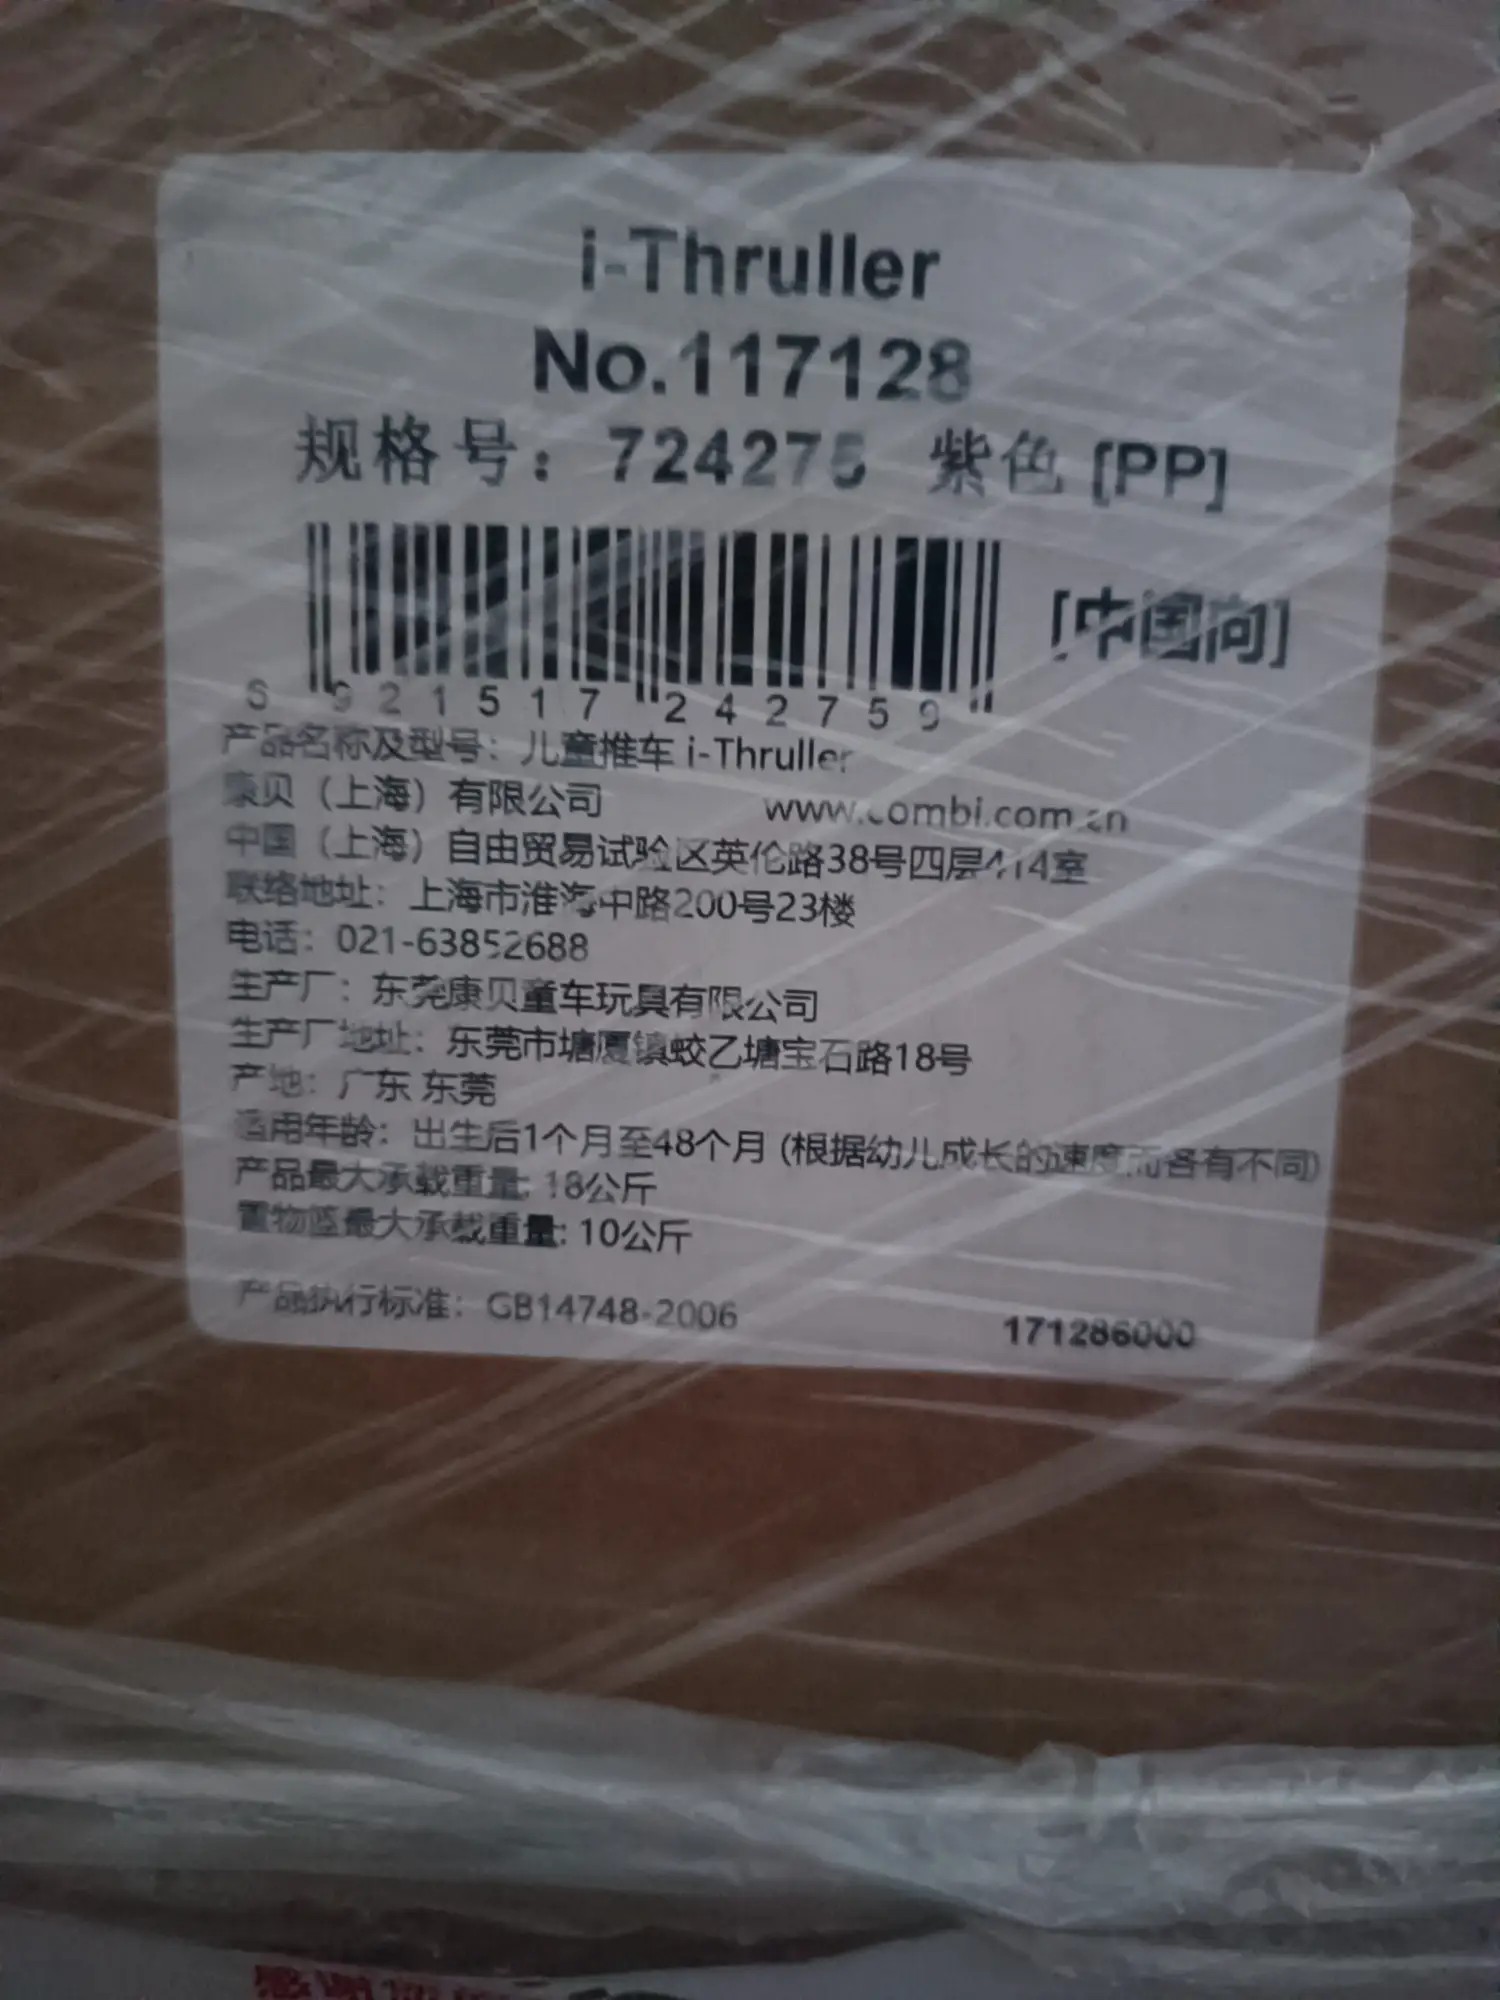 i-Thruller
No.117128
规格号：724275 紫色 [PP]
[中国向]
6 921517 242759
产品名称及型号：儿童推车 i-Thruller
康贝（上海）有限公司 www.combi.com.cn
中国（上海）自由贸易试验区英伦路38号四层414室
联络地址：上海市淮海中路200号23楼
电话：021-63852688
生产厂：东莞康贝童车玩具有限公司
生产厂地址：东莞市塘厦镇蛟乙塘宝石路18号
产地：广东 东莞
适用年龄：出生后1个月至48个月 (根据幼儿成长的速度而各有不同)
产品最大承载重量: 18公斤
置物篮最大承载重量: 10公斤
产品执行标准：GB14748-2006
171286000